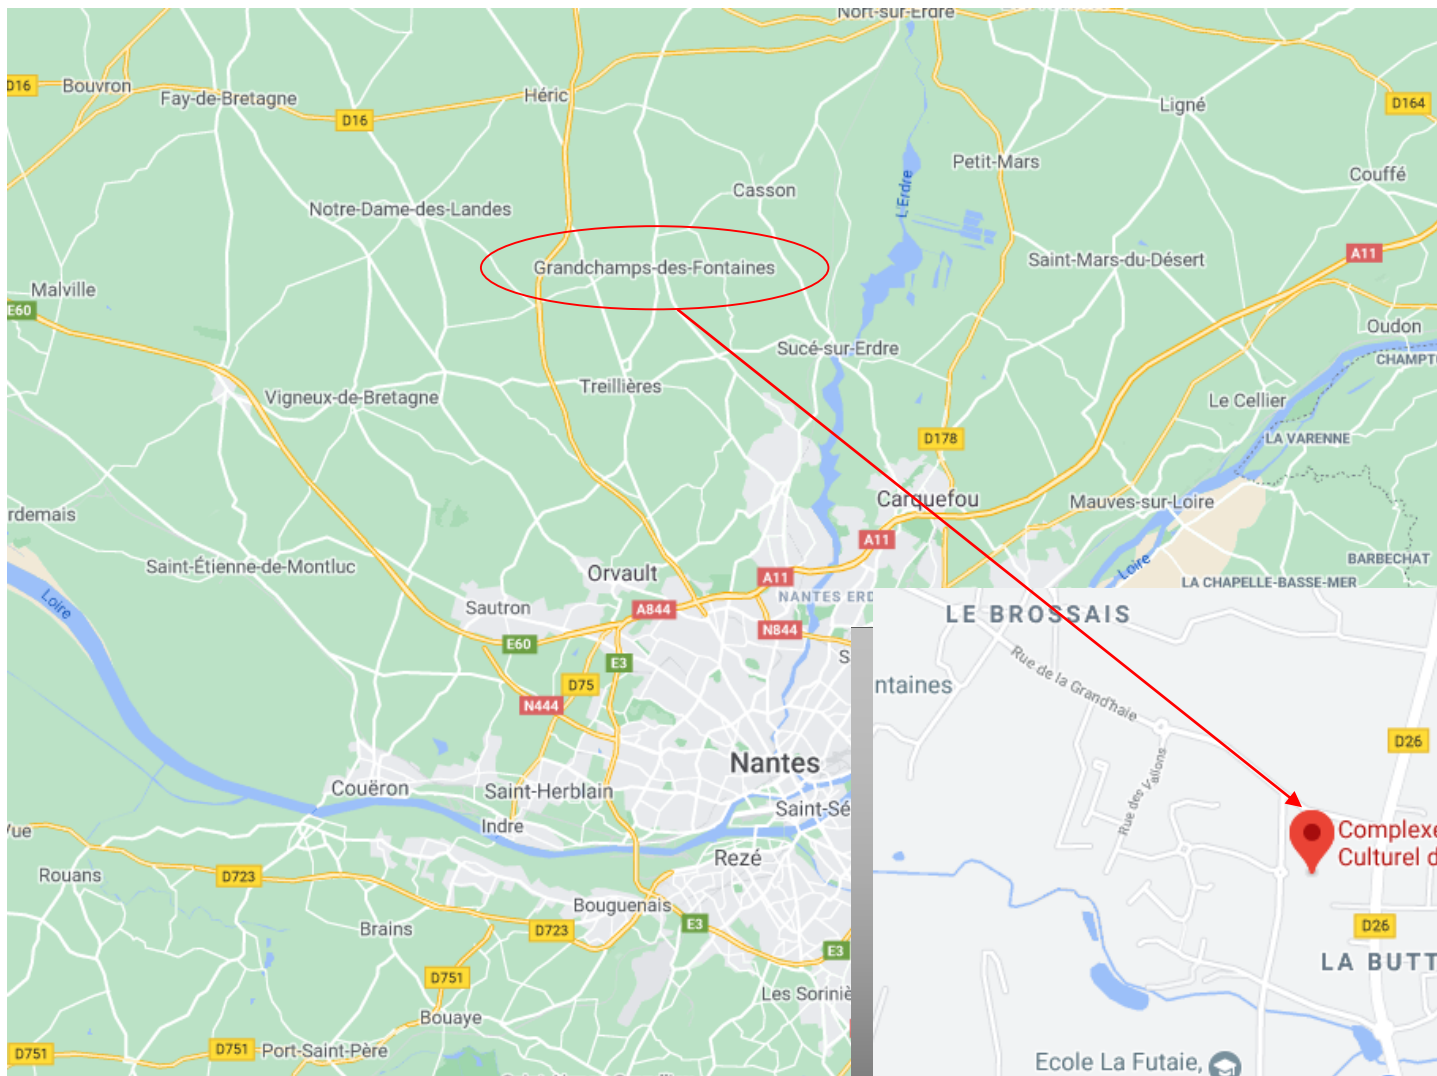 Nort-sur-Erdre
D16
Bouvron
Fay-de-Bretagne
D16
Héric
Ligné
D164
Petit-Mars
Couffé
Casson
L'Erdre
Notre-Dame-des-Landes
Grandchamps-des-Fontaines
Saint-Mars-du-Désert
A11
Malville
E60
Oudon
CHAMPT
Sucé-sur-Erdre
Treillières
Vigneux-de-Bretagne
Le Cellier
LA VARENNE
D178
Carquefou
Mauves-sur-Loire
rdemais
A11
Saint-Étienne-de-Montluc
Orvault
A11
NANTES ERD
Loire
BARBECHAT
LA CHAPELLE-BASSE-MER
Loire
Sautron
A844
N844
E60
E3
S
D75
N444
Nantes
Couëron
Saint-Herblain
Saint-Sé
Indre
Rezé
D723
Rouans
Bouguenais
Brains
D723
E3
E3
D751
Les Soriniè
Bouaye
D751
D751
Port-Saint-Père
LE BROSSAIS
Rue de la Grand'haie
ntaines
D26
Rue des Vallons
Complexe
Culturel d
D26
LA BUTT
Ecole La Futaie,